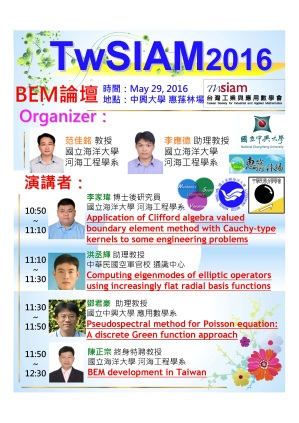 TwSIAM2016
BEM論壇
時間：May 29, 2016
地點：中興大學 惠蓀林場
twsiam
台灣工業與應用數學會
Taiwan Society for Industrial and Applied Mathematics
Organizer：
范佳銘 教授
國立海洋大學
河海工程學系
李應德 助理教授
國立海洋大學
河海工程學系
國立中興大學
National Chung Hsing University
惠蓀林場
演講者：
10:50
~
11:10
李家瑋 博士後研究員
國立海洋大學 河海工程學系
Application of Clifford algebra valued
boundary element method with Cauchy-type
kernels to some engineering problems
11:10
~
11:30
洪丞輝 助理教授
中華民國空軍官校 通識中心
Computing eigenmodes of elliptic operators
using increasingly flat radial basis functions
11:30
~
11:50
鄧君豪 助理教授
國立中興大學 應用數學系
Pseudospectral method for Poisson equation:
A discrete Green function approach
11:50
~
12:30
陳正宗 終身特聘教授
國立海洋大學 河海工程學系
BEM development in Taiwan